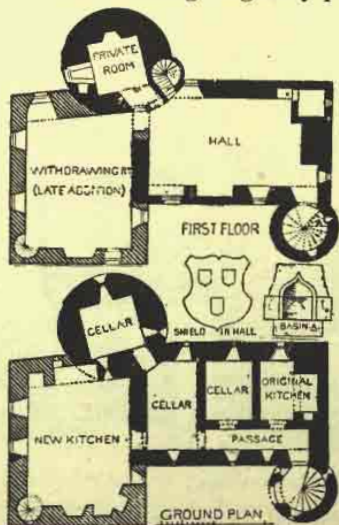 PRIVATE
ROOM
HALL
WITHDRAWING R
(LATE ADDITION)
FIRST FLOOR
CELLAR
SHIELD IN HALL
BASIN A
CELLAR
CELLAR
ORIGINAL
KITCHEN
NEW KITCHEN
PASSAGE
GROUND PLAN